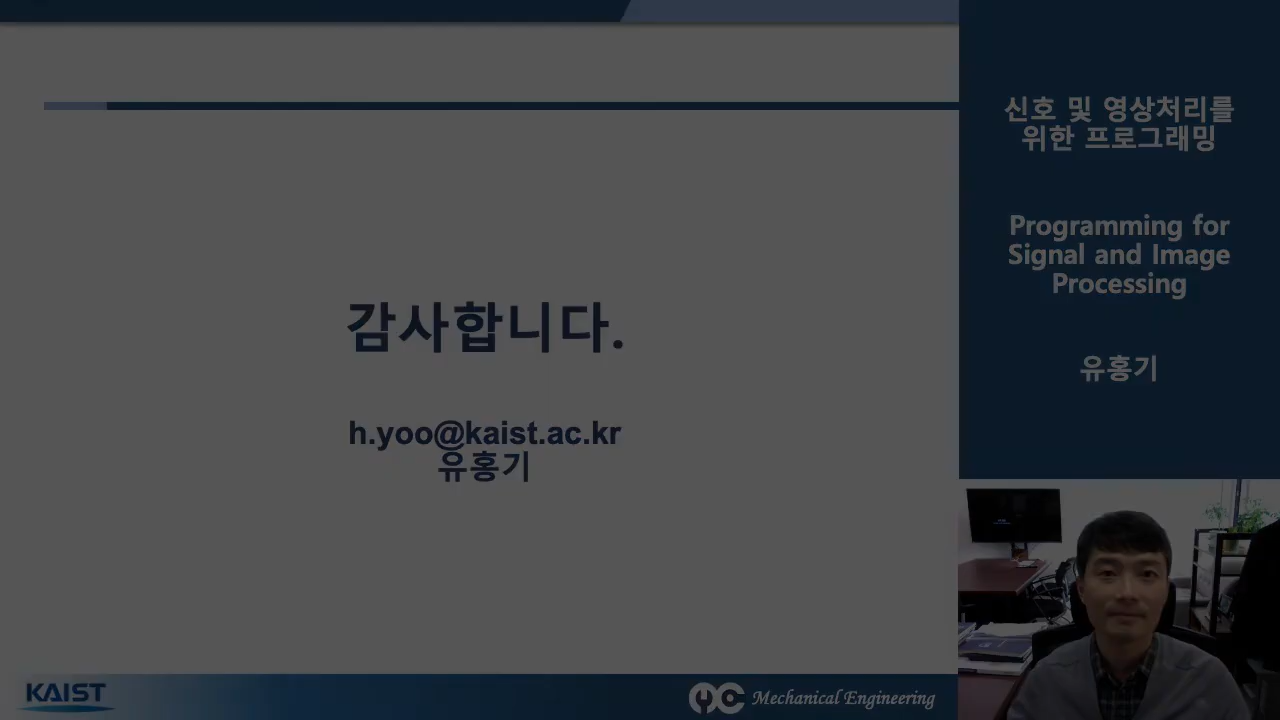 신호 및 영상처리를
위한 프로그래밍
Programming for
Signal and Image
Processing
유홍기
감사합니다.
h.yoo@kaist.ac.kr
유홍기
KAIST
Mechanical Engineering